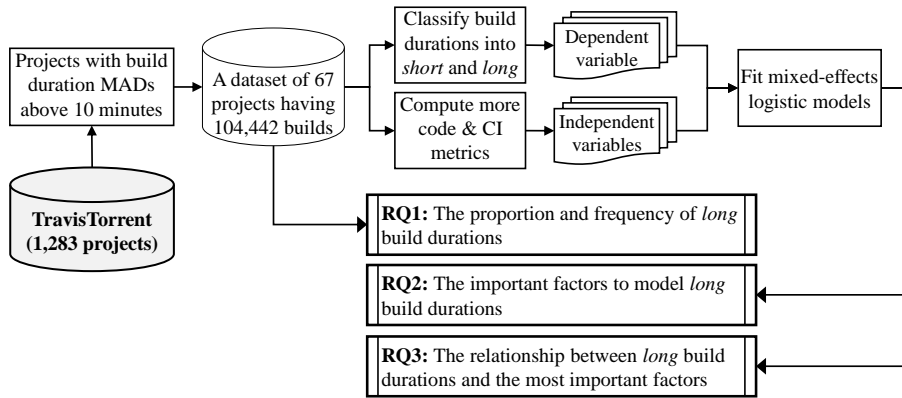 Projects with build
duration MADs
above 10 minutes
TravisTorrent
(1,283 projects)
A dataset of 67
projects having
104,442 builds
Classify build
durations into
short and long
Dependent
variable
Compute more
code & CI
metrics
Independent
variables
Fit mixed-effects
logistic models
RQ1: The proportion and frequency of long
build durations
RQ2: The important factors to model long
build durations
RQ3: The relationship between long build
durations and the most important factors